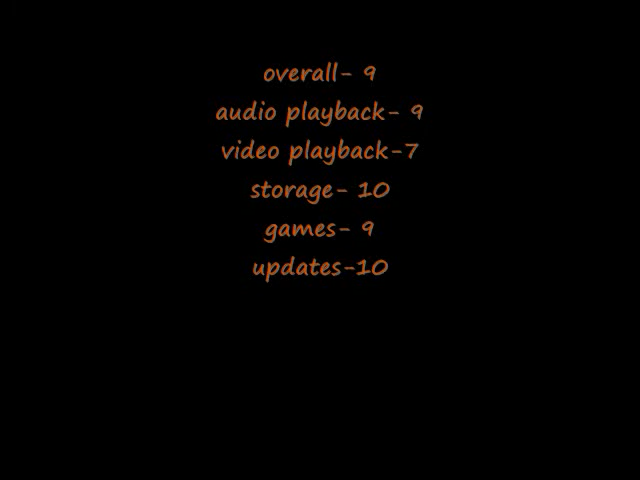 overall- 9
audio playback- 9
video playback-7
storage- 10
games- 9
updates-10